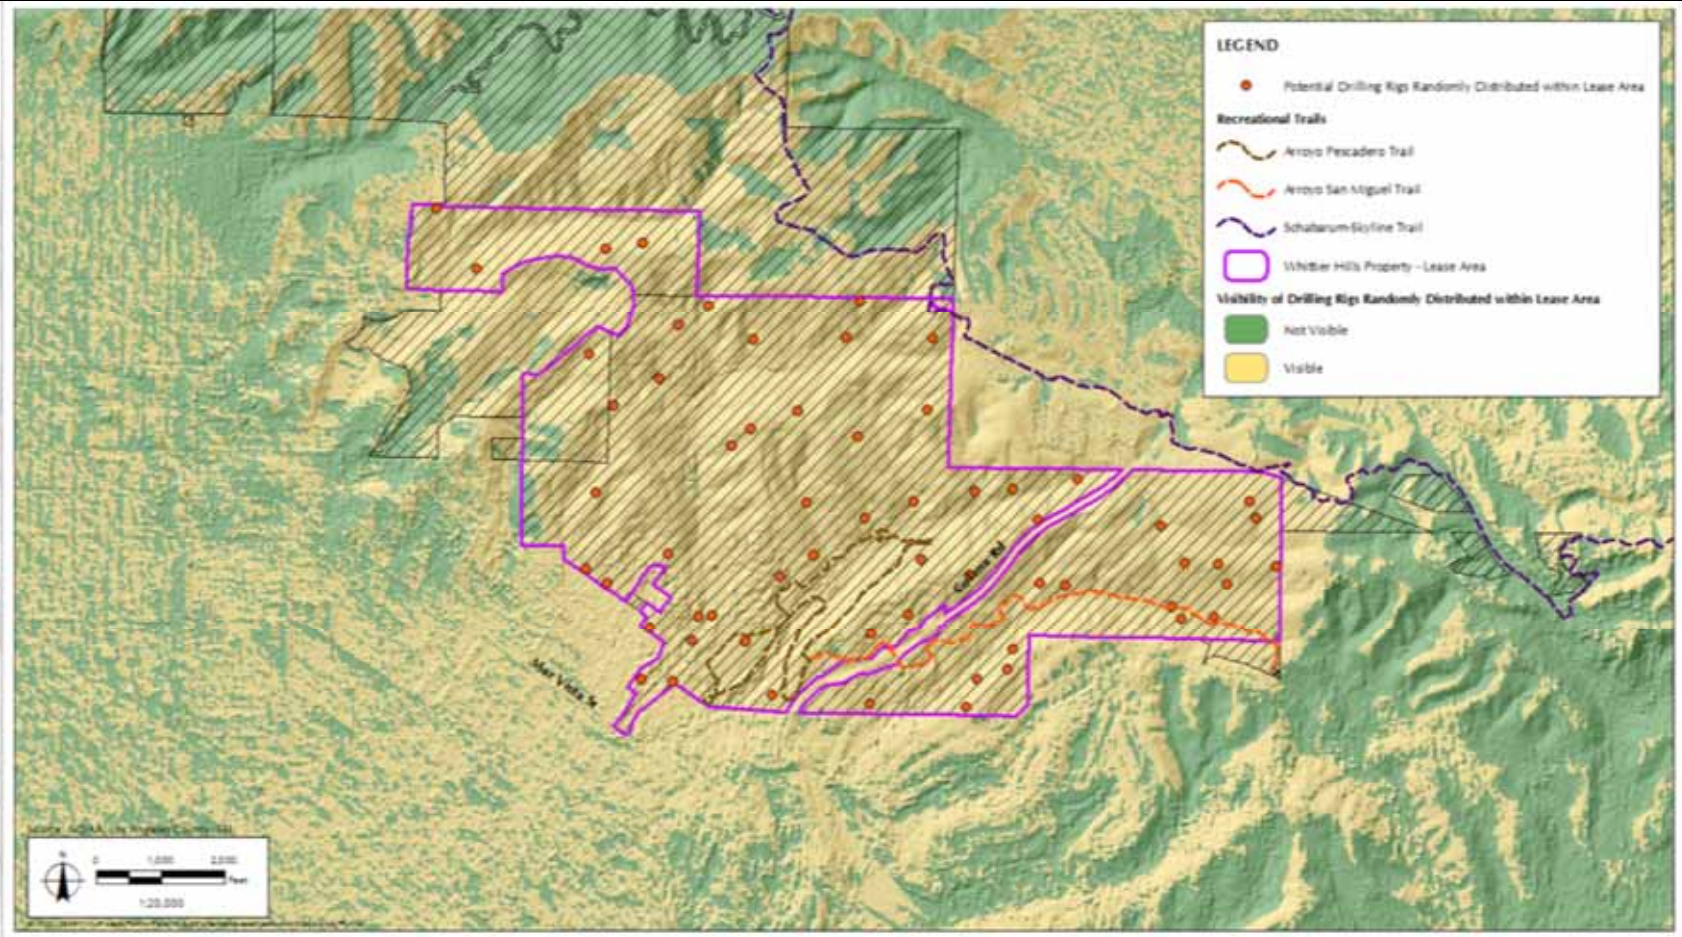 LEGEND
Potential Drilling Rigs Randomly Distributed within Lease Area
Recreational Trails
Arroyo Pescadero Trail
Arroyo San Miguel Trail
Schabarum-Skyline Trail
Whittier Hills Property - Lease Area
Visibility of Drilling Rigs Randomly Distributed within Lease Area
Not Visible
Visible
Colima Rd
Mar Vista St
N
0 1,000 2,000
Feet
1:20,000